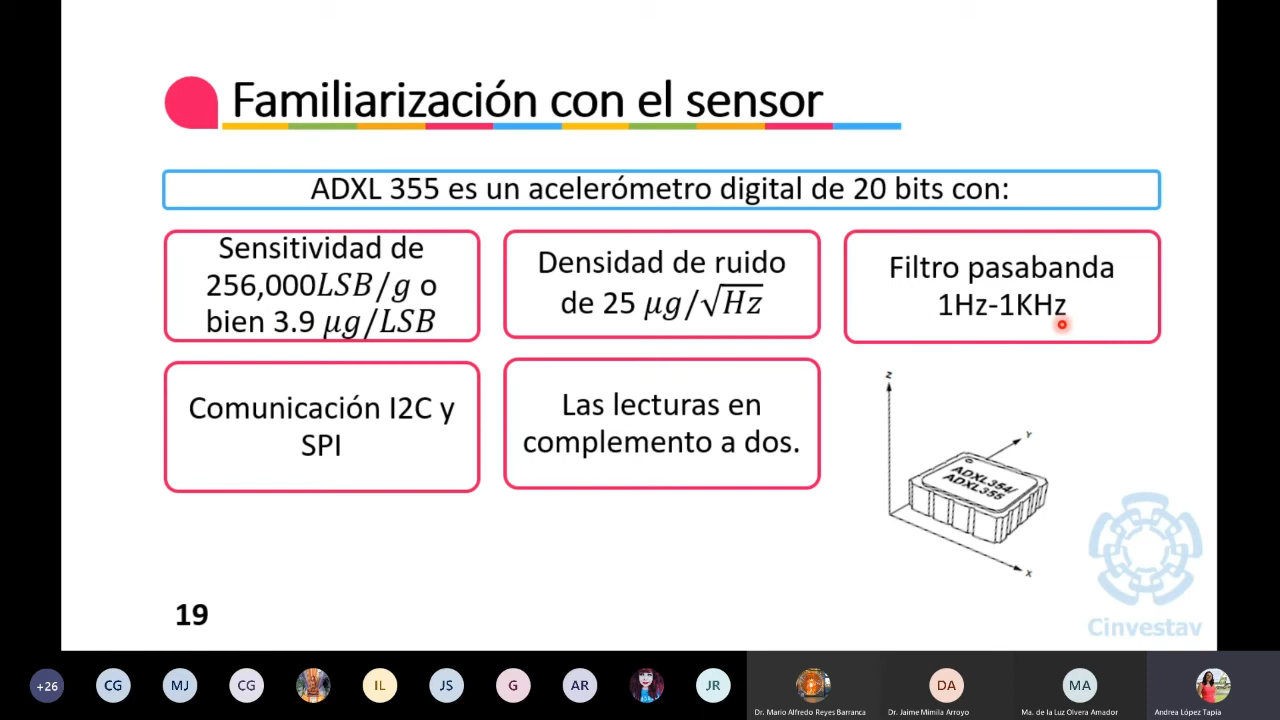 Familiarización con el sensor
ADXL 355 es un acelerómetro digital de 20 bits con:
Sensitividad de
256,000LSB/g o
bien 3.9 μg/LSB
Densidad de ruido
de 25 μg/√Hz
Filtro pasabanda
1Hz-1KHz
Comunicación I2C y
SPI
Las lecturas en
complemento a dos.
Z
Y
ADXL354/
ADXL355
X
Cinvestav
19
+26
CG
MJ
CG
IL
JS
G
AR
JR
DA
MA
Dr. Mario Alfredo Reyes Barranca
Dr. Jaime Mimila Arroyo
Ma. de la Luz Olvera Amador
Andrea López Tapia